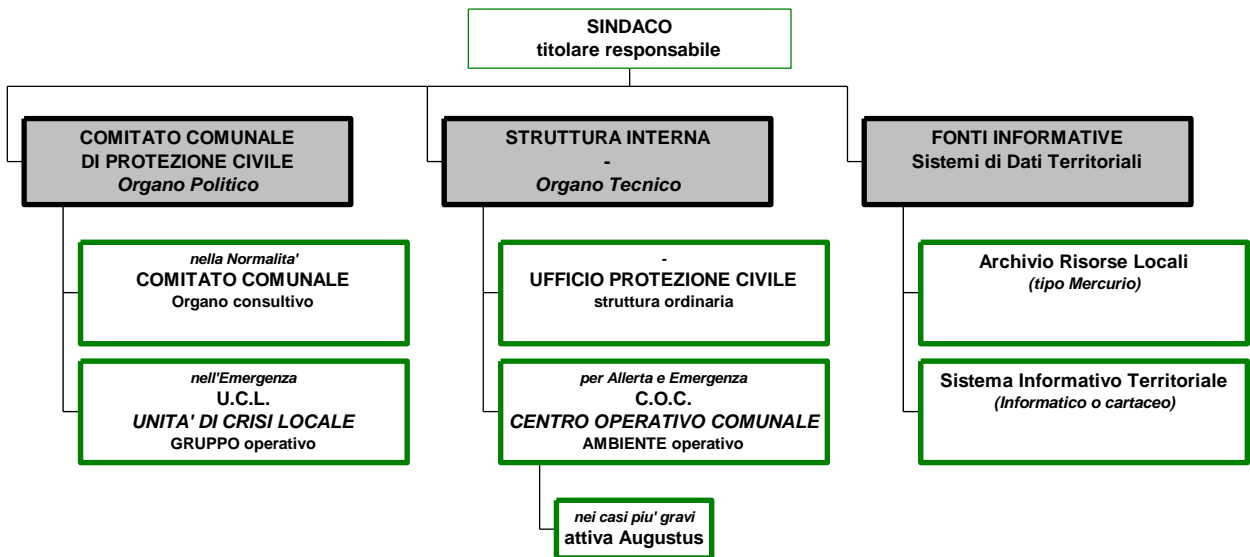 SINDACO
titolare responsabile
COMITATO COMUNALE
DI PROTEZIONE CIVILE
Organo Politico
STRUTTURA INTERNA
-
Organo Tecnico
FONTI INFORMATIVE
Sistemi di Dati Territoriali
nella Normalita'
COMITATO COMUNALE
Organo consultivo
-
UFFICIO PROTEZIONE CIVILE
struttura ordinaria
Archivio Risorse Locali
(tipo Mercurio)
nell'Emergenza
U.C.L.
UNITA' DI CRISI LOCALE
GRUPPO operativo
per Allerta e Emergenza
C.O.C.
CENTRO OPERATIVO COMUNALE
AMBIENTE operativo
Sistema Informativo Territoriale
(Informatico o cartaceo)
nei casi piu' gravi
attiva Augustus